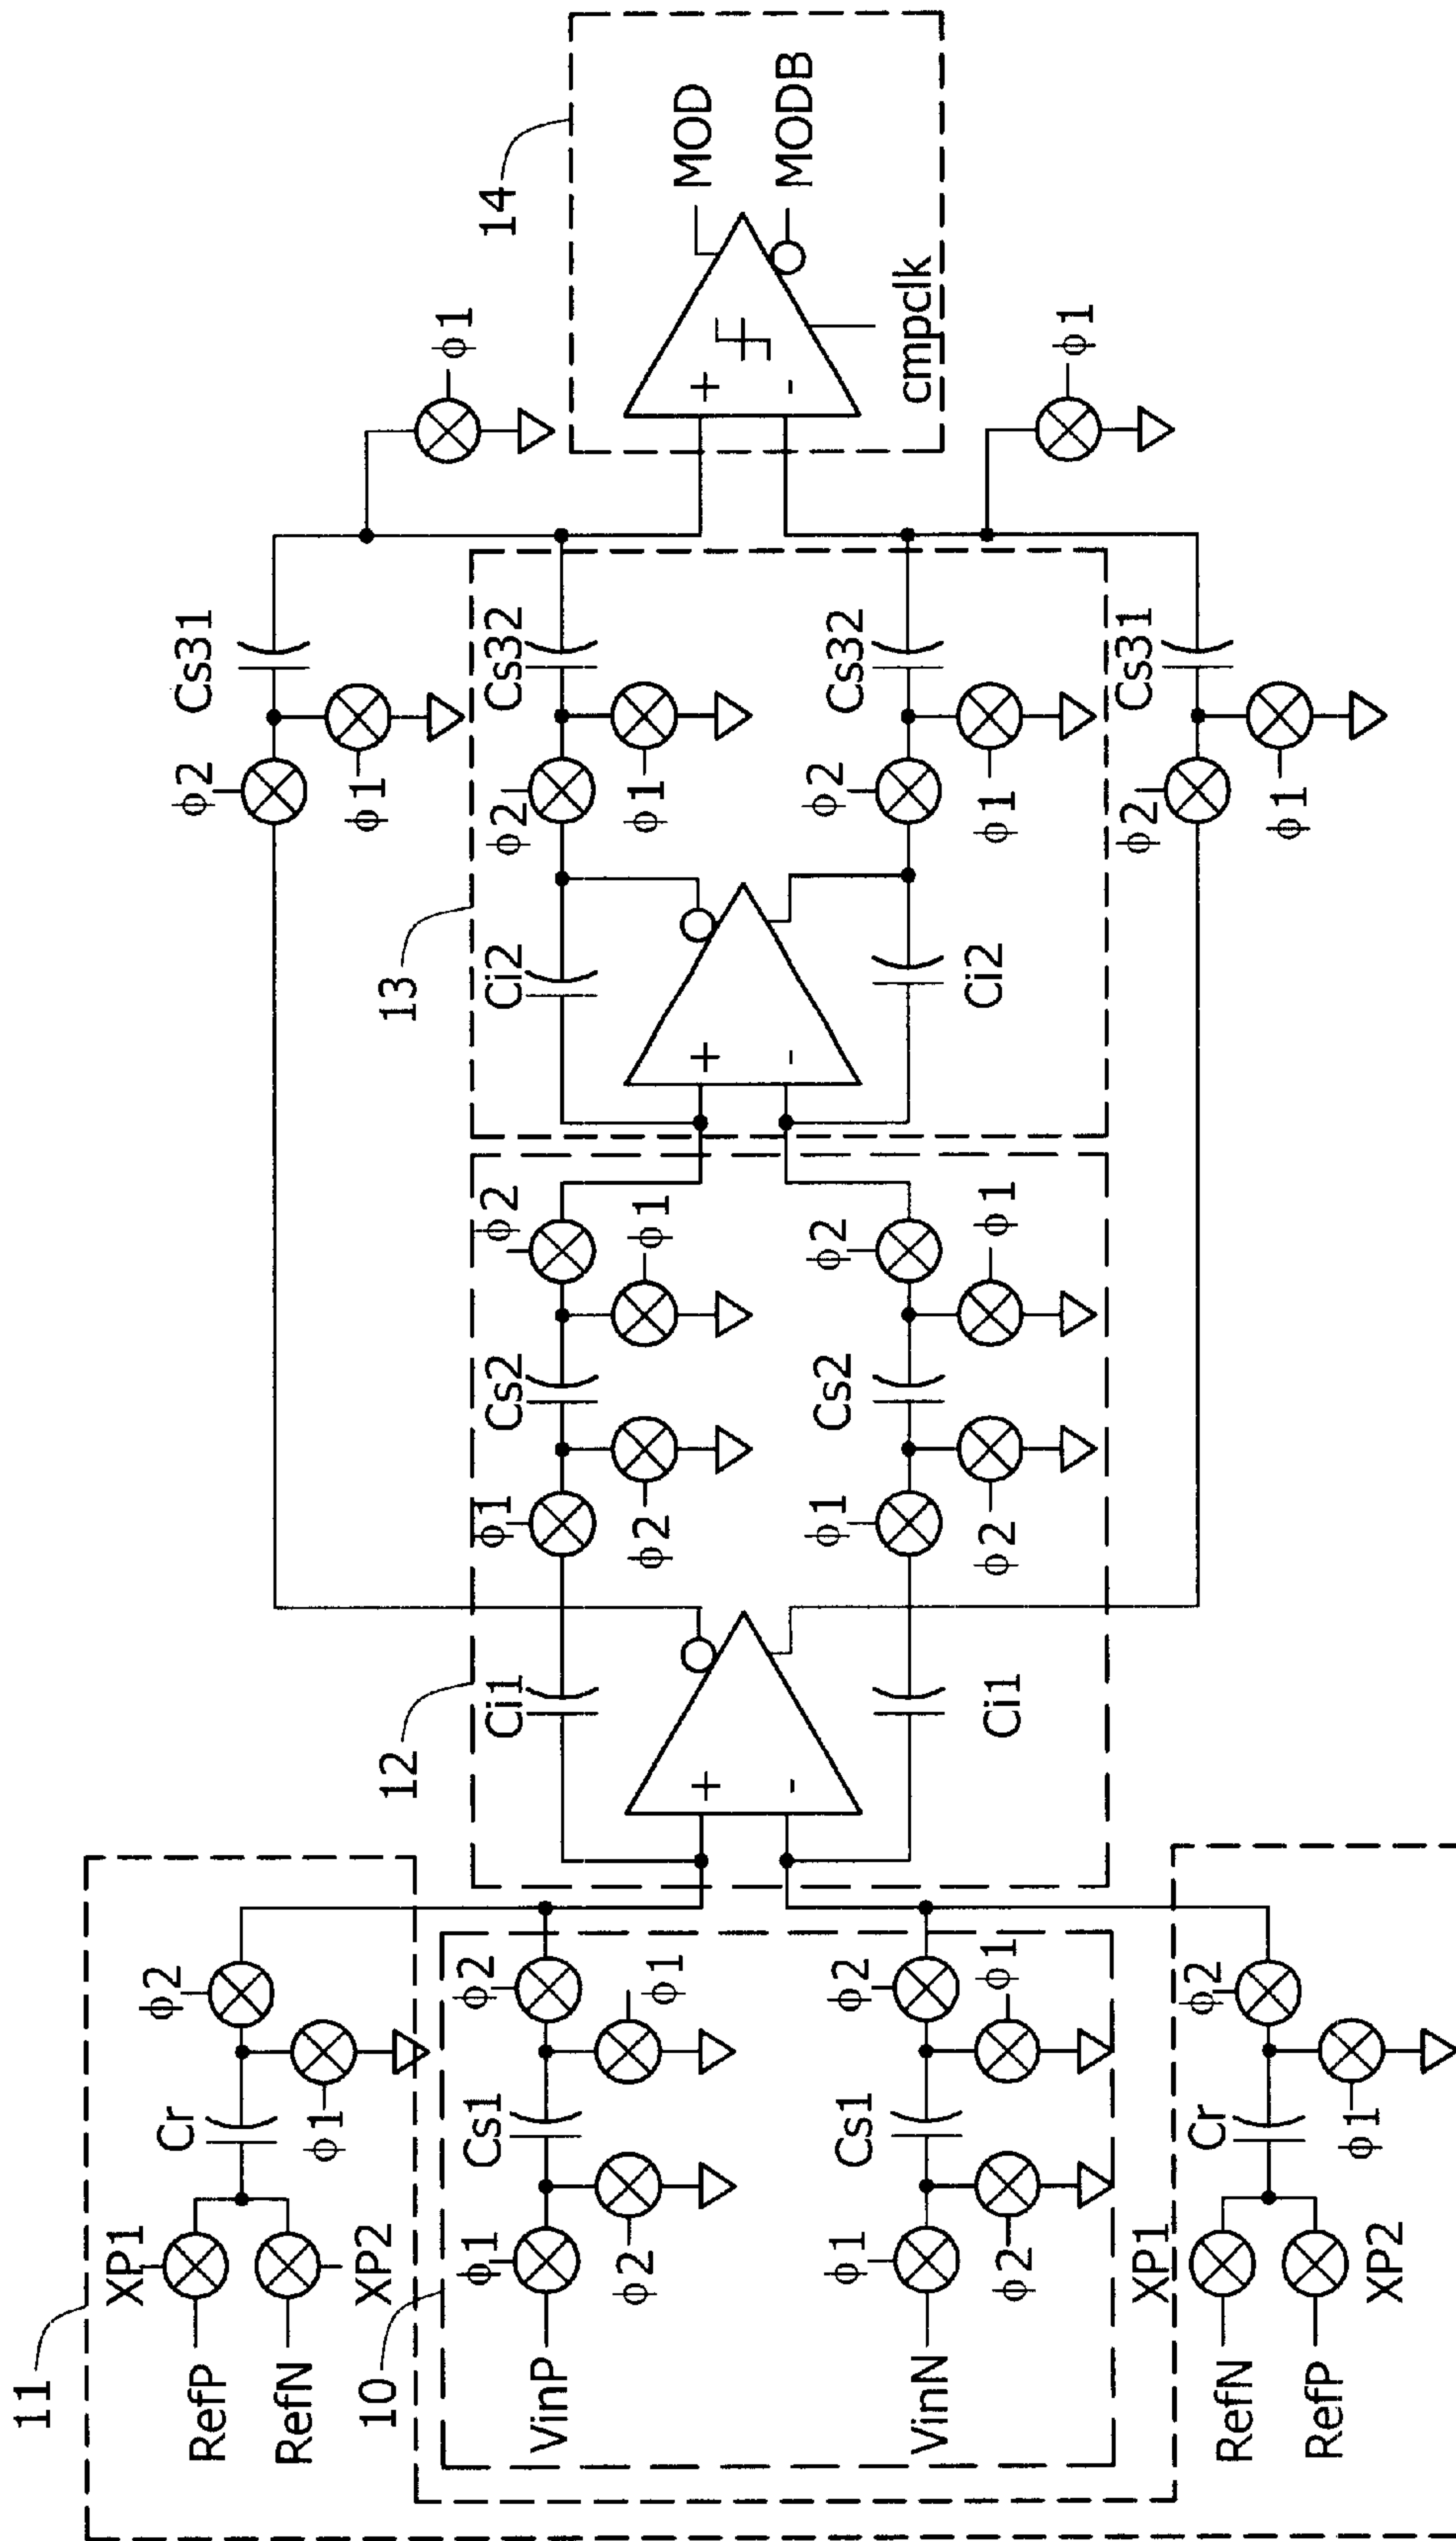 11
XP1
RefP
RefN
XP2
Cr
ϕ2
ϕ1
10
VinP
ϕ1
ϕ2
Cs1
ϕ2
ϕ1
VinN
ϕ1
ϕ2
Cs1
ϕ2
ϕ1
XP1
RefN
RefP
XP2
Cr
ϕ2
ϕ1
12
Ci1
+
-
Ci1
ϕ1
ϕ2
Cs2
ϕ2
ϕ1
ϕ1
ϕ2
Cs2
ϕ2
ϕ1
13
Ci2
+
-
Ci2
ϕ2
ϕ1
Cs32
ϕ2
ϕ1
Cs32
ϕ2
ϕ1
Cs31
ϕ2
ϕ1
Cs31
ϕ1
ϕ1
14
+
-
MOD
MODB
cmpclk